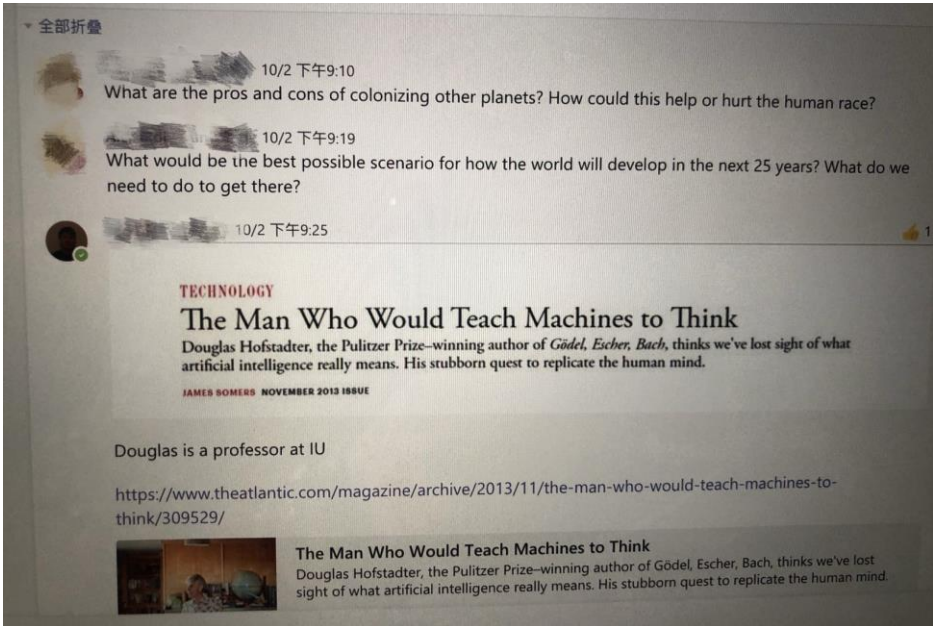 全部折叠
10/2 下午9:10
What are the pros and cons of colonizing other planets? How could this help or hurt the human race?
10/2 下午9:19
What would be the best possible scenario for how the world will develop in the next 25 years? What do we
need to do to get there?
10/2 下午9:25
1
TECHNOLOGY
The Man Who Would Teach Machines to Think
Douglas Hofstadter, the Pulitzer Prize–winning author of Gödel, Escher, Bach, thinks we've lost sight of what
artificial intelligence really means. His stubborn quest to replicate the human mind.
JAMES SOMERS NOVEMBER 2013 ISSUE
Douglas is a professor at IU
https://www.theatlantic.com/magazine/archive/2013/11/the-man-who-would-teach-machines-to-
think/309529/
The Man Who Would Teach Machines to Think
Douglas Hofstadter, the Pulitzer Prize–winning author of Gödel, Escher, Bach, thinks we've lost
sight of what artificial intelligence really means. His stubborn quest to replicate the human mind.